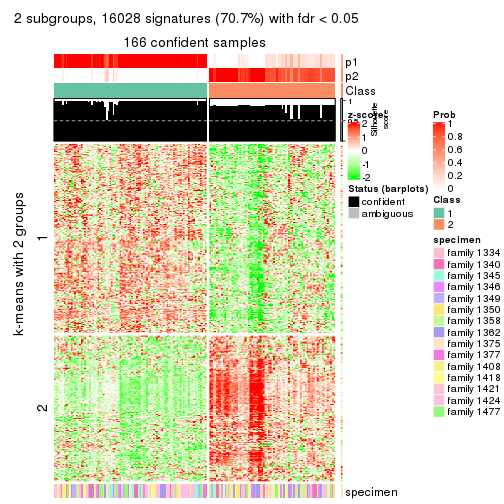 2 subgroups, 16028 signatures (70.7%) with fdr < 0.05
166 confident samples
p1
p2
Class
1
0.5
0
Silhouette
score
k-means with 2 groups
1
2
specimen
z-score
2
1
0
-1
-2
Status (barplots)
confident
ambiguous
Prob
1
0.8
0.6
0.4
0.2
0
Class
1
2
specimen
family 1334
family 1340
family 1345
family 1346
family 1349
family 1350
family 1358
family 1362
family 1375
family 1377
family 1408
family 1418
family 1421
family 1424
family 1477